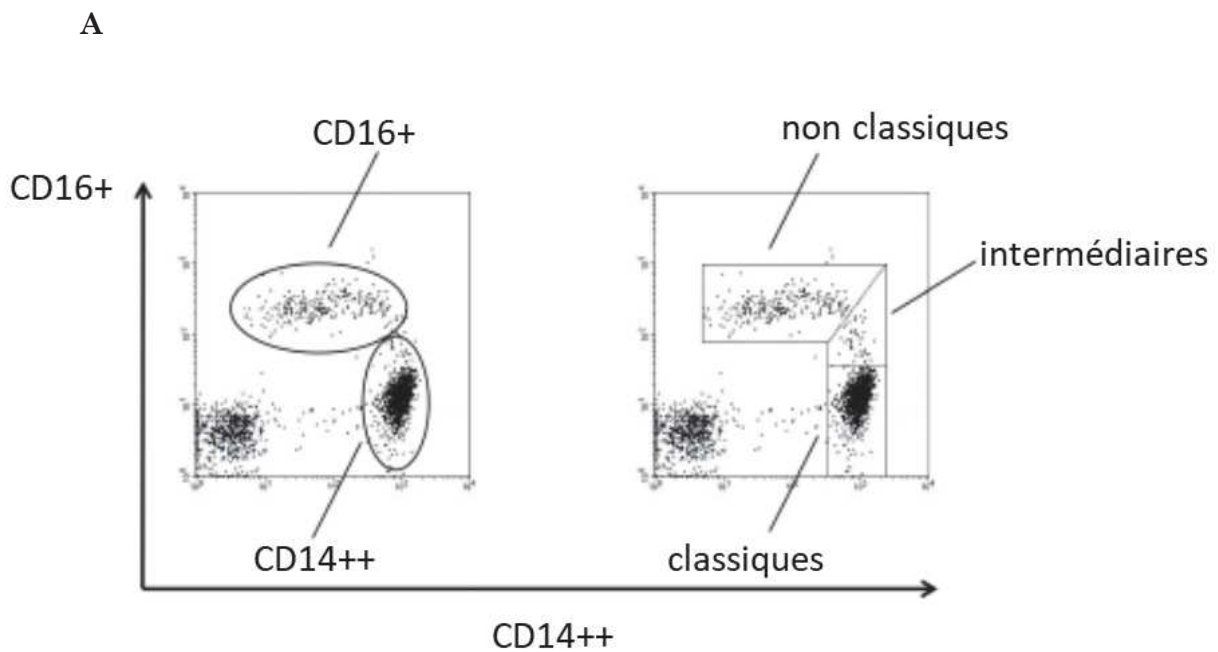 A
CD16+
non classiques
CD16+
intermédiaires
CD14++
classiques
CD14++